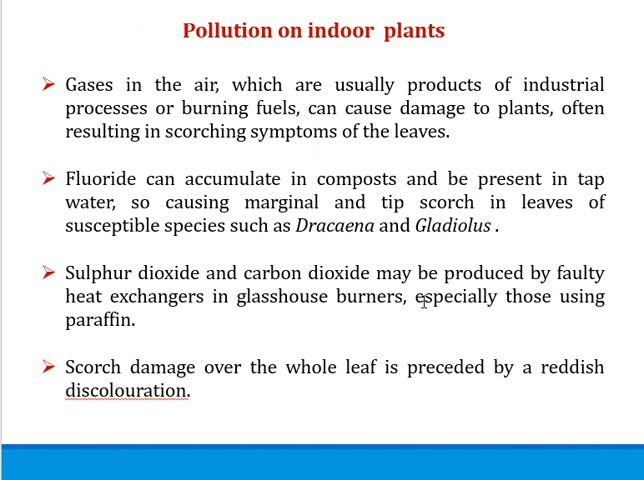 Pollution on indoor plants
Gases in the air, which are usually products of industrial
processes or burning fuels, can cause damage to plants, often
resulting in scorching symptoms of the leaves.
Fluoride can accumulate in composts and be present in tap
water, so causing marginal and tip scorch in leaves of
susceptible species such as Dracaena and Gladiolus .
Sulphur dioxide and carbon dioxide may be produced by faulty
heat exchangers in glasshouse burners, especially those using
paraffin.
Scorch damage over the whole leaf is preceded by a reddish
discolouration.